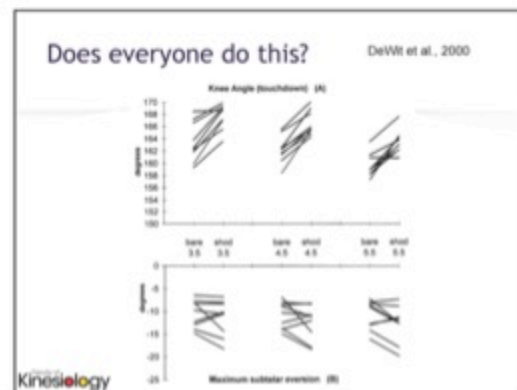 Does everyone do this?
DeWit et al., 2000
Knee Angle (touchdown) (A)
170
168
166
164
162
160
158
156
154
152
150
degrees
bare shod bare shod bare shod
3.5 3.5 4.5 4.5 5.5 5.5
0
-5
-10
-15
-20
-25
degrees
Maximum subtalar eversion (B)
Kinesiology